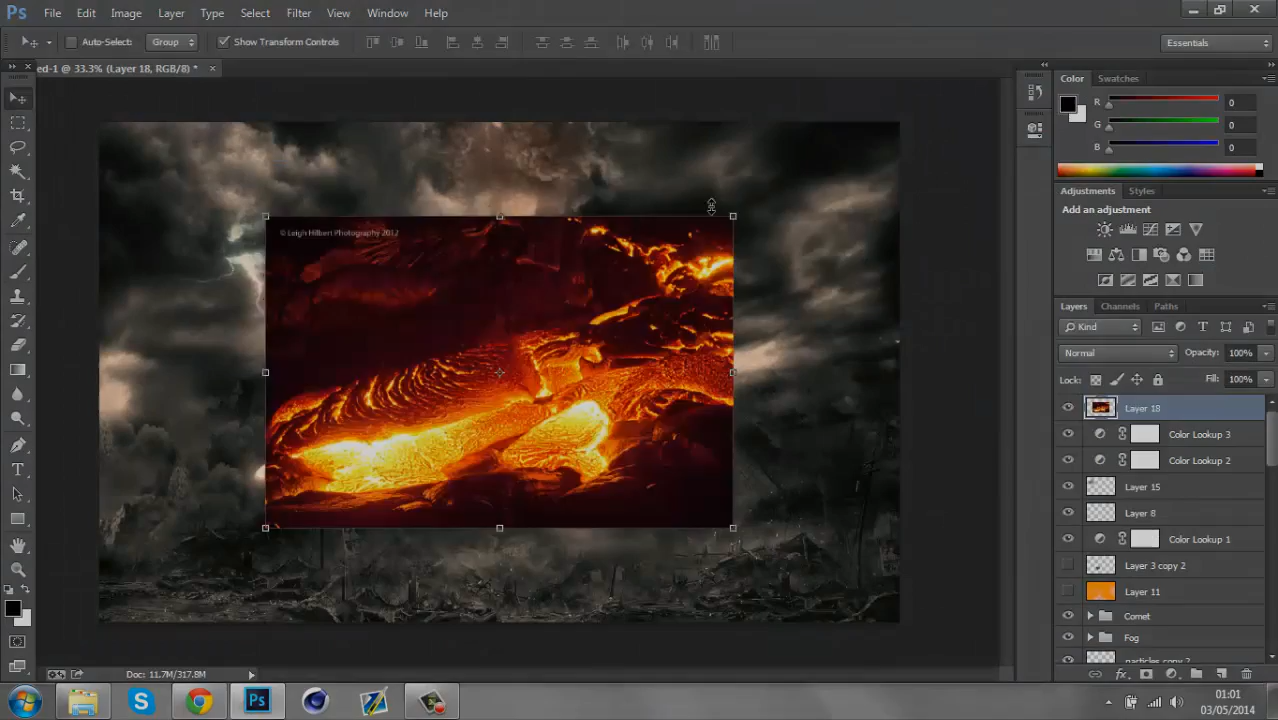 Ps File Edit Image Layer Type Select Filter View Window Help
Auto-Select: Group Show Transform Controls Essentials
ed-1 @ 33.3% (Layer 18, RGB/8) *
Color Swatches
R 0
G 0
B 0
Adjustments Styles
Add an adjustment
© Leigh Hilbert Photography 2012
Layers Channels Paths
Kind
Normal Opacity: 100%
Lock: Fill: 100%
Layer 18
Color Lookup 3
Color Lookup 2
Layer 15
Layer 8
Color Lookup 1
Layer 3 copy 2
Layer 11
Comet
Fog
particles copy 2
Doc: 11.7M/317.8M
Ps
01:01
03/05/2014